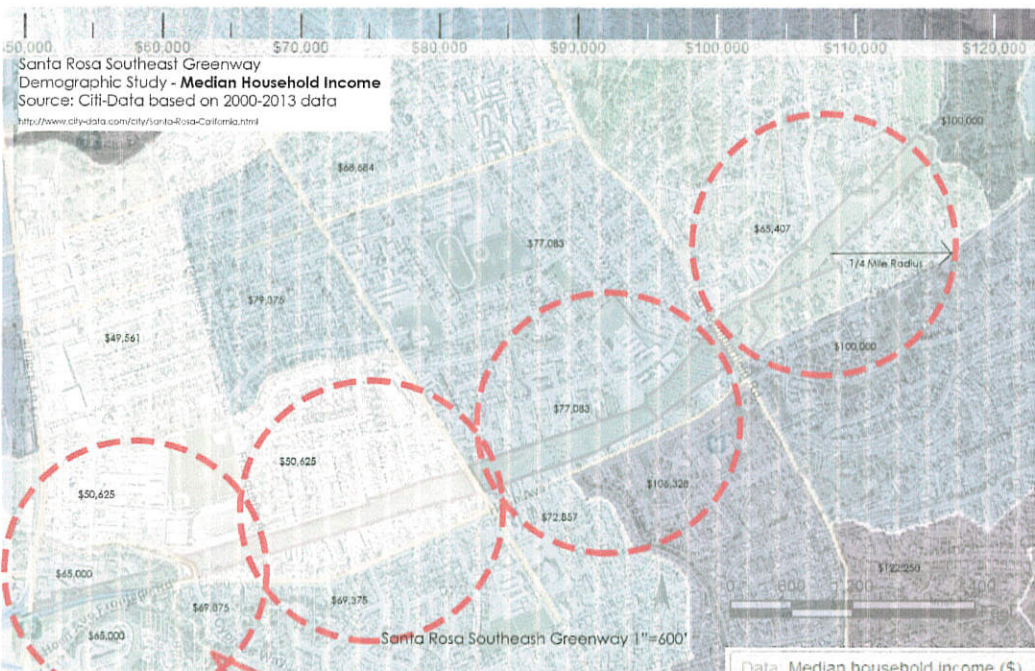 $50,000 $60,000 $70,000 $80,000 $90,000 $100,000 $110,000 $120,000
Santa Rosa Southeast Greenway
Demographic Study - Median Household Income
Source: Citi-Data based on 2000-2013 data
http://www.city-data.com/city/Santa-Rosa-California.html
$100,000
$68,684
$65,407
$77,083
1/4 Mile Radius
$79,375
$49,561
$100,000
$77,083
$50,625
$106,328
$50,625
$72,857
$122,250
$65,000
$69,375
$69,375
$65,000
Santa Rosa Southeash Greenway 1"=600'
Data: Median household income ($)